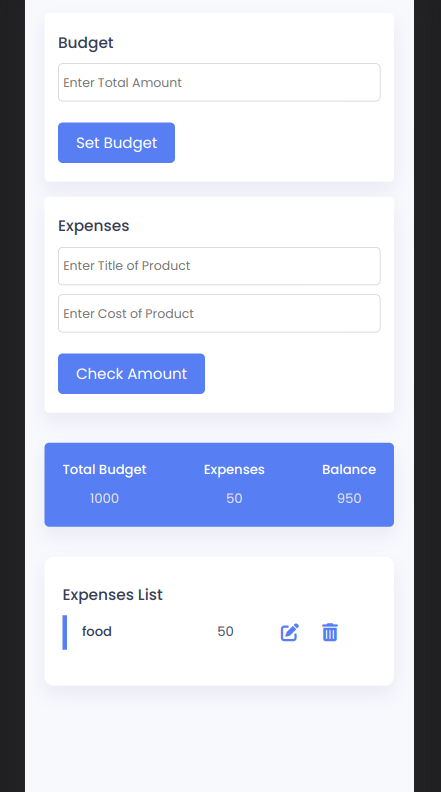 Budget
Enter Total Amount
Set Budget
Expenses
Enter Title of Product
Enter Cost of Product
Check Amount
Total Budget Expenses Balance
1000 50 950
Expenses List
food 50